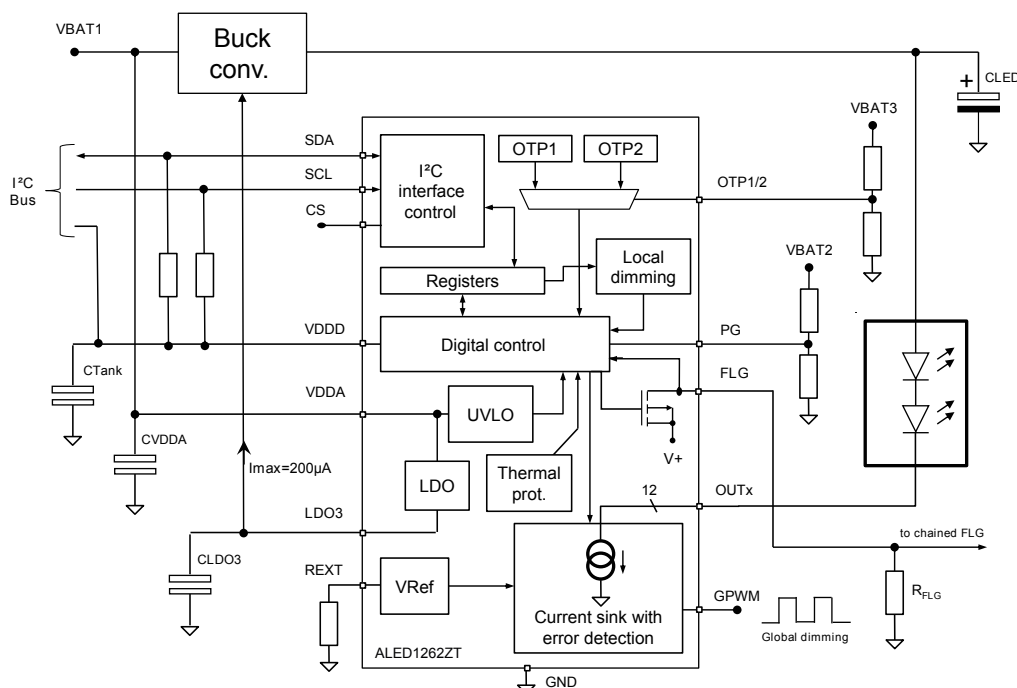 VBAT1
Buck
conv.
+
CLED
VBAT3
SDA
OTP1
OTP2
I²C
interface
control
OTP1/2
SCL
I²C
Bus
CS
VBAT2
Local
dimming
Registers
VDDD
Digital control
PG
CTank
FLG
VDDA
UVLO
CVDDA
V+
Imax=200µA
Thermal
prot.
LDO
12
OUTx
LDO3
to chained FLG
CLDO3
REXT
VRef
GPWM
RFLG
Current sink with
error detection
Global dimming
ALED1262ZT
GND